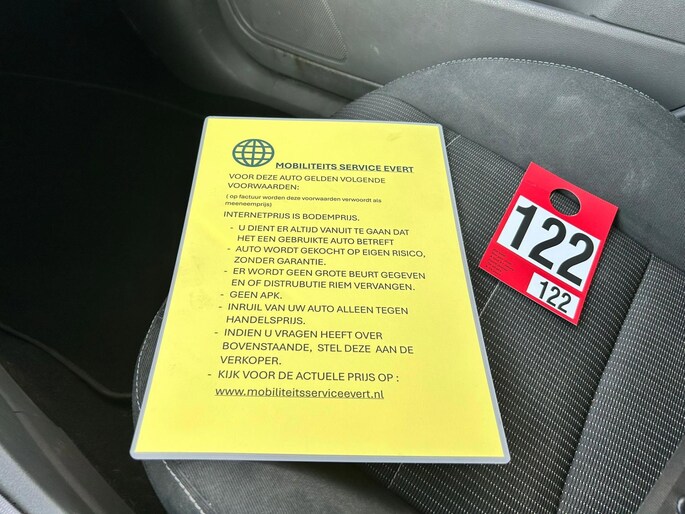 MOBILITEITS SERVICE EVERT
VOOR DEZE AUTO GELDEN VOLGENDE
VOORWAARDEN:
( op factuur worden deze voorwaarden verwoordt als
meeneemprijs)
INTERNETPRIJS IS BODEMPRIJS.
- U DIENT ER ALTIJD VANUIT TE GAAN DAT
HET EEN GEBRUIKTE AUTO BETREFT
- AUTO WORDT GEKOCHT OP EIGEN RISICO,
ZONDER GARANTIE.
- ER WORDT GEEN GROTE BEURT GEGEVEN
EN OF DISTRUBUTIE RIEM VERVANGEN.
- GEEN APK.
- INRUIL VAN UW AUTO ALLEEN TEGEN
HANDELSPRIJS.
- INDIEN U VRAGEN HEEFT OVER
BOVENSTAANDE, STEL DEZE AAN DE
VERKOPER.
- KIJK VOOR DE ACTUELE PRIJS OP :
www.mobiliteitsserviceevert.nl
122
122